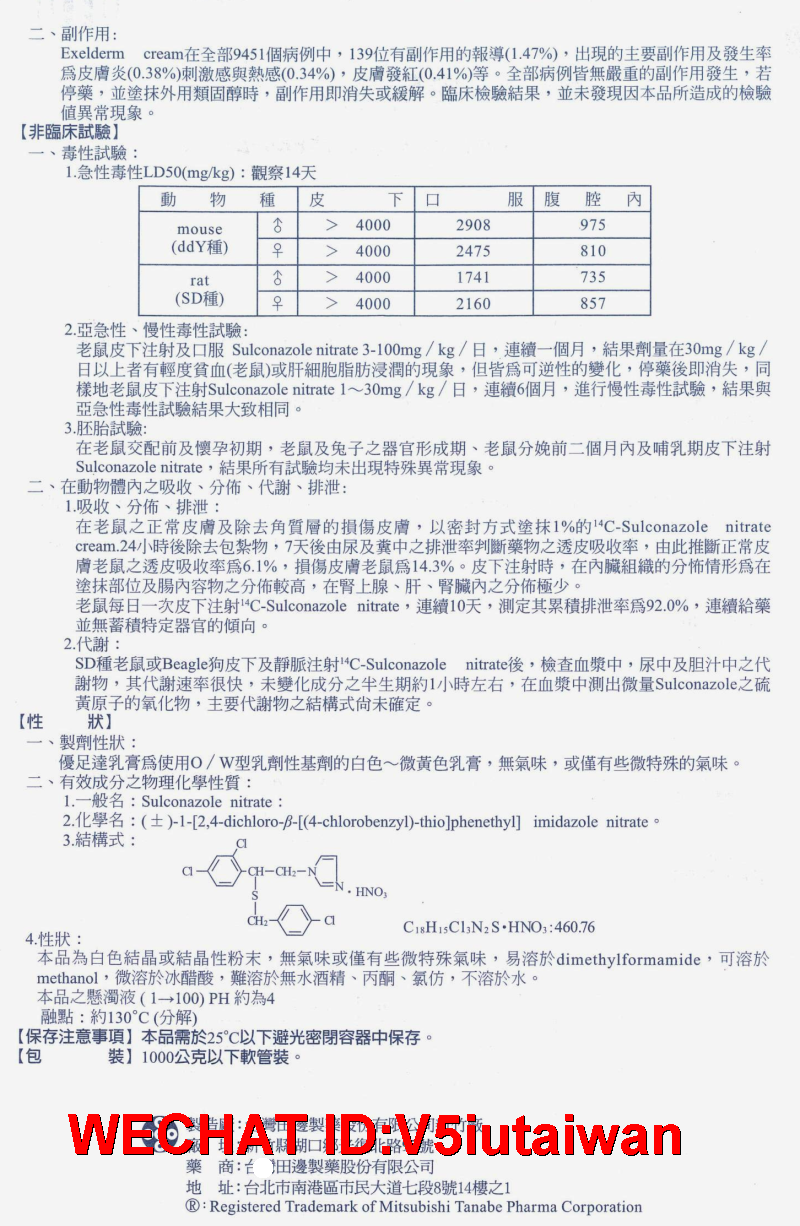 二、副作用:
Exelderm cream在全部9451個病例中，139位有副作用的報導(1.47%)，出現的主要副作用及發生率
爲皮膚炎(0.38%)刺激感與熱感(0.34%)，皮膚發紅(0.41%)等。全部病例皆無嚴重的副作用發生，若
停藥，並塗抹外用類固醇時，副作用即消失或緩解。臨床檢驗結果，並未發現因本品所造成的檢驗
値異常現象。
【非臨床試驗】
一、毒性試驗：
1.急性毒性LD50(mg/kg)：觀察14天
動物種 皮下 口服 腹腔內
mouse (ddY種) ♂ ＞ 4000 2908 975
♀ ＞ 4000 2475 810
rat (SD種) ♂ ＞ 4000 1741 735
♀ ＞ 4000 2160 857
2.亞急性、慢性毒性試驗:
老鼠皮下注射及口服 Sulconazole nitrate 3-100mg／kg／日，連續一個月，結果劑量在30mg／kg／
日以上者有輕度貧血(老鼠)或肝細胞脂肪浸潤的現象，但皆爲可逆性的變化，停藥後即消失，同
樣地老鼠皮下注射Sulconazole nitrate 1～30mg／kg／日，連續6個月，進行慢性毒性試驗，結果與
亞急性毒性試驗結果大致相同。
3.胚胎試驗:
在老鼠交配前及懷孕初期，老鼠及兔子之器官形成期、老鼠分娩前二個月內及哺乳期皮下注射
Sulconazole nitrate，結果所有試驗均未出現特殊異常現象。
二、在動物體內之吸收、分佈、代謝、排泄:
1.吸收、分佈、排泄：
在老鼠之正常皮膚及除去角質層的損傷皮膚，以密封方式塗抹1%的¹⁴C-Sulconazole nitrate
cream.24小時後除去包紮物，7天後由尿及糞中之排泄率判斷藥物之透皮吸收率，由此推斷正常皮
膚老鼠之透皮吸收率爲6.1%，損傷皮膚老鼠爲14.3%。皮下注射時，在內臟組織的分怖情形爲在
塗抹部位及腸內容物之分佈較高，在腎上腺、肝、腎臟內之分佈極少。
老鼠每日一次皮下注射¹⁴C-Sulconazole nitrate，連續10天，測定其累積排泄率爲92.0%，連續給藥
並無蓄積特定器官的傾向。
2.代謝：
SD種老鼠或Beagle狗皮下及靜脈注射¹⁴C-Sulconazole nitrate後，檢查血漿中，尿中及胆汁中之代
謝物，其代謝速率很快，未變化成分之半生期約1小時左右，在血漿中測出微量Sulconazole之硫
黃原子的氧化物，主要代謝物之結構式尙未確定。
【性 狀】
一、製劑性狀：
優足達乳膏爲使用O／W型乳劑性基劑的白色～微黃色乳膏，無氣味，或僅有些微特殊的氣味。
二、有效成分之物理化學性質：
1.一般名：Sulconazole nitrate：
2.化學名：(±)-1-[2,4-dichloro-β-[(4-chlorobenzyl)-thio]phenethyl] imidazole nitrate。
3.結構式：
Cl
Cl CH—CH₂—N
N · HNO₃
S
CH₂ Cl
C₁₈H₁₅Cl₃N₂S•HNO₃:460.76
4.性狀：
本品為白色結晶或結晶性粉末，無氣味或僅有些微特殊氣味，易溶於dimethylformamide，可溶於
methanol，微溶於冰醋酸，難溶於無水酒精、丙酮、氯仿，不溶於水。
本品之懸濁液 ( 1→100) PH 約為4
融點：約130°C (分解)
【保存注意事項】本品需於25°C以下避光密閉容器中保存。
【包 裝】1000公克以下軟管裝。
WECHAT ID:V5iutaiwan
藥 商：台 田邊製藥股份有限公司
地 址：台北市南港區市民大道七段8號14樓之1
®：Registered Trademark of Mitsubishi Tanabe Pharma Corporation